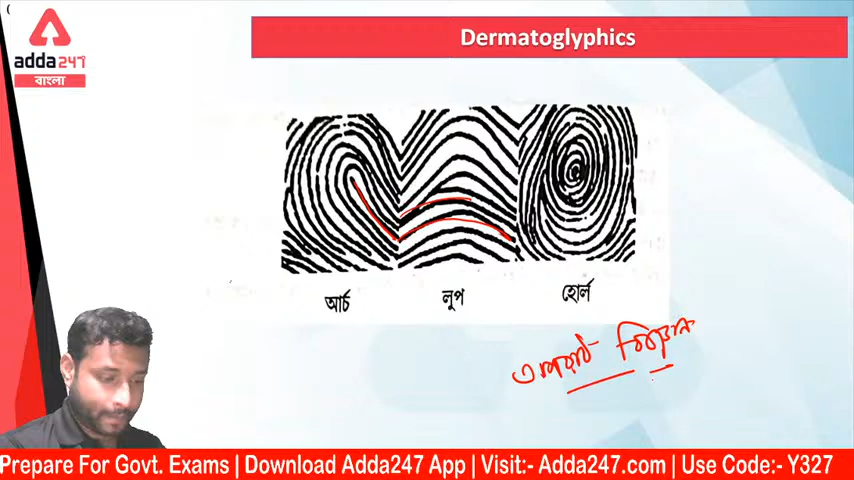 adda247
বাংলা
Dermatoglyphics
আর্চ
লুপ
হোর্ল
Prepare For Govt. Exams | Download Adda247 App | Visit:- Adda247.com | Use Code:- Y327